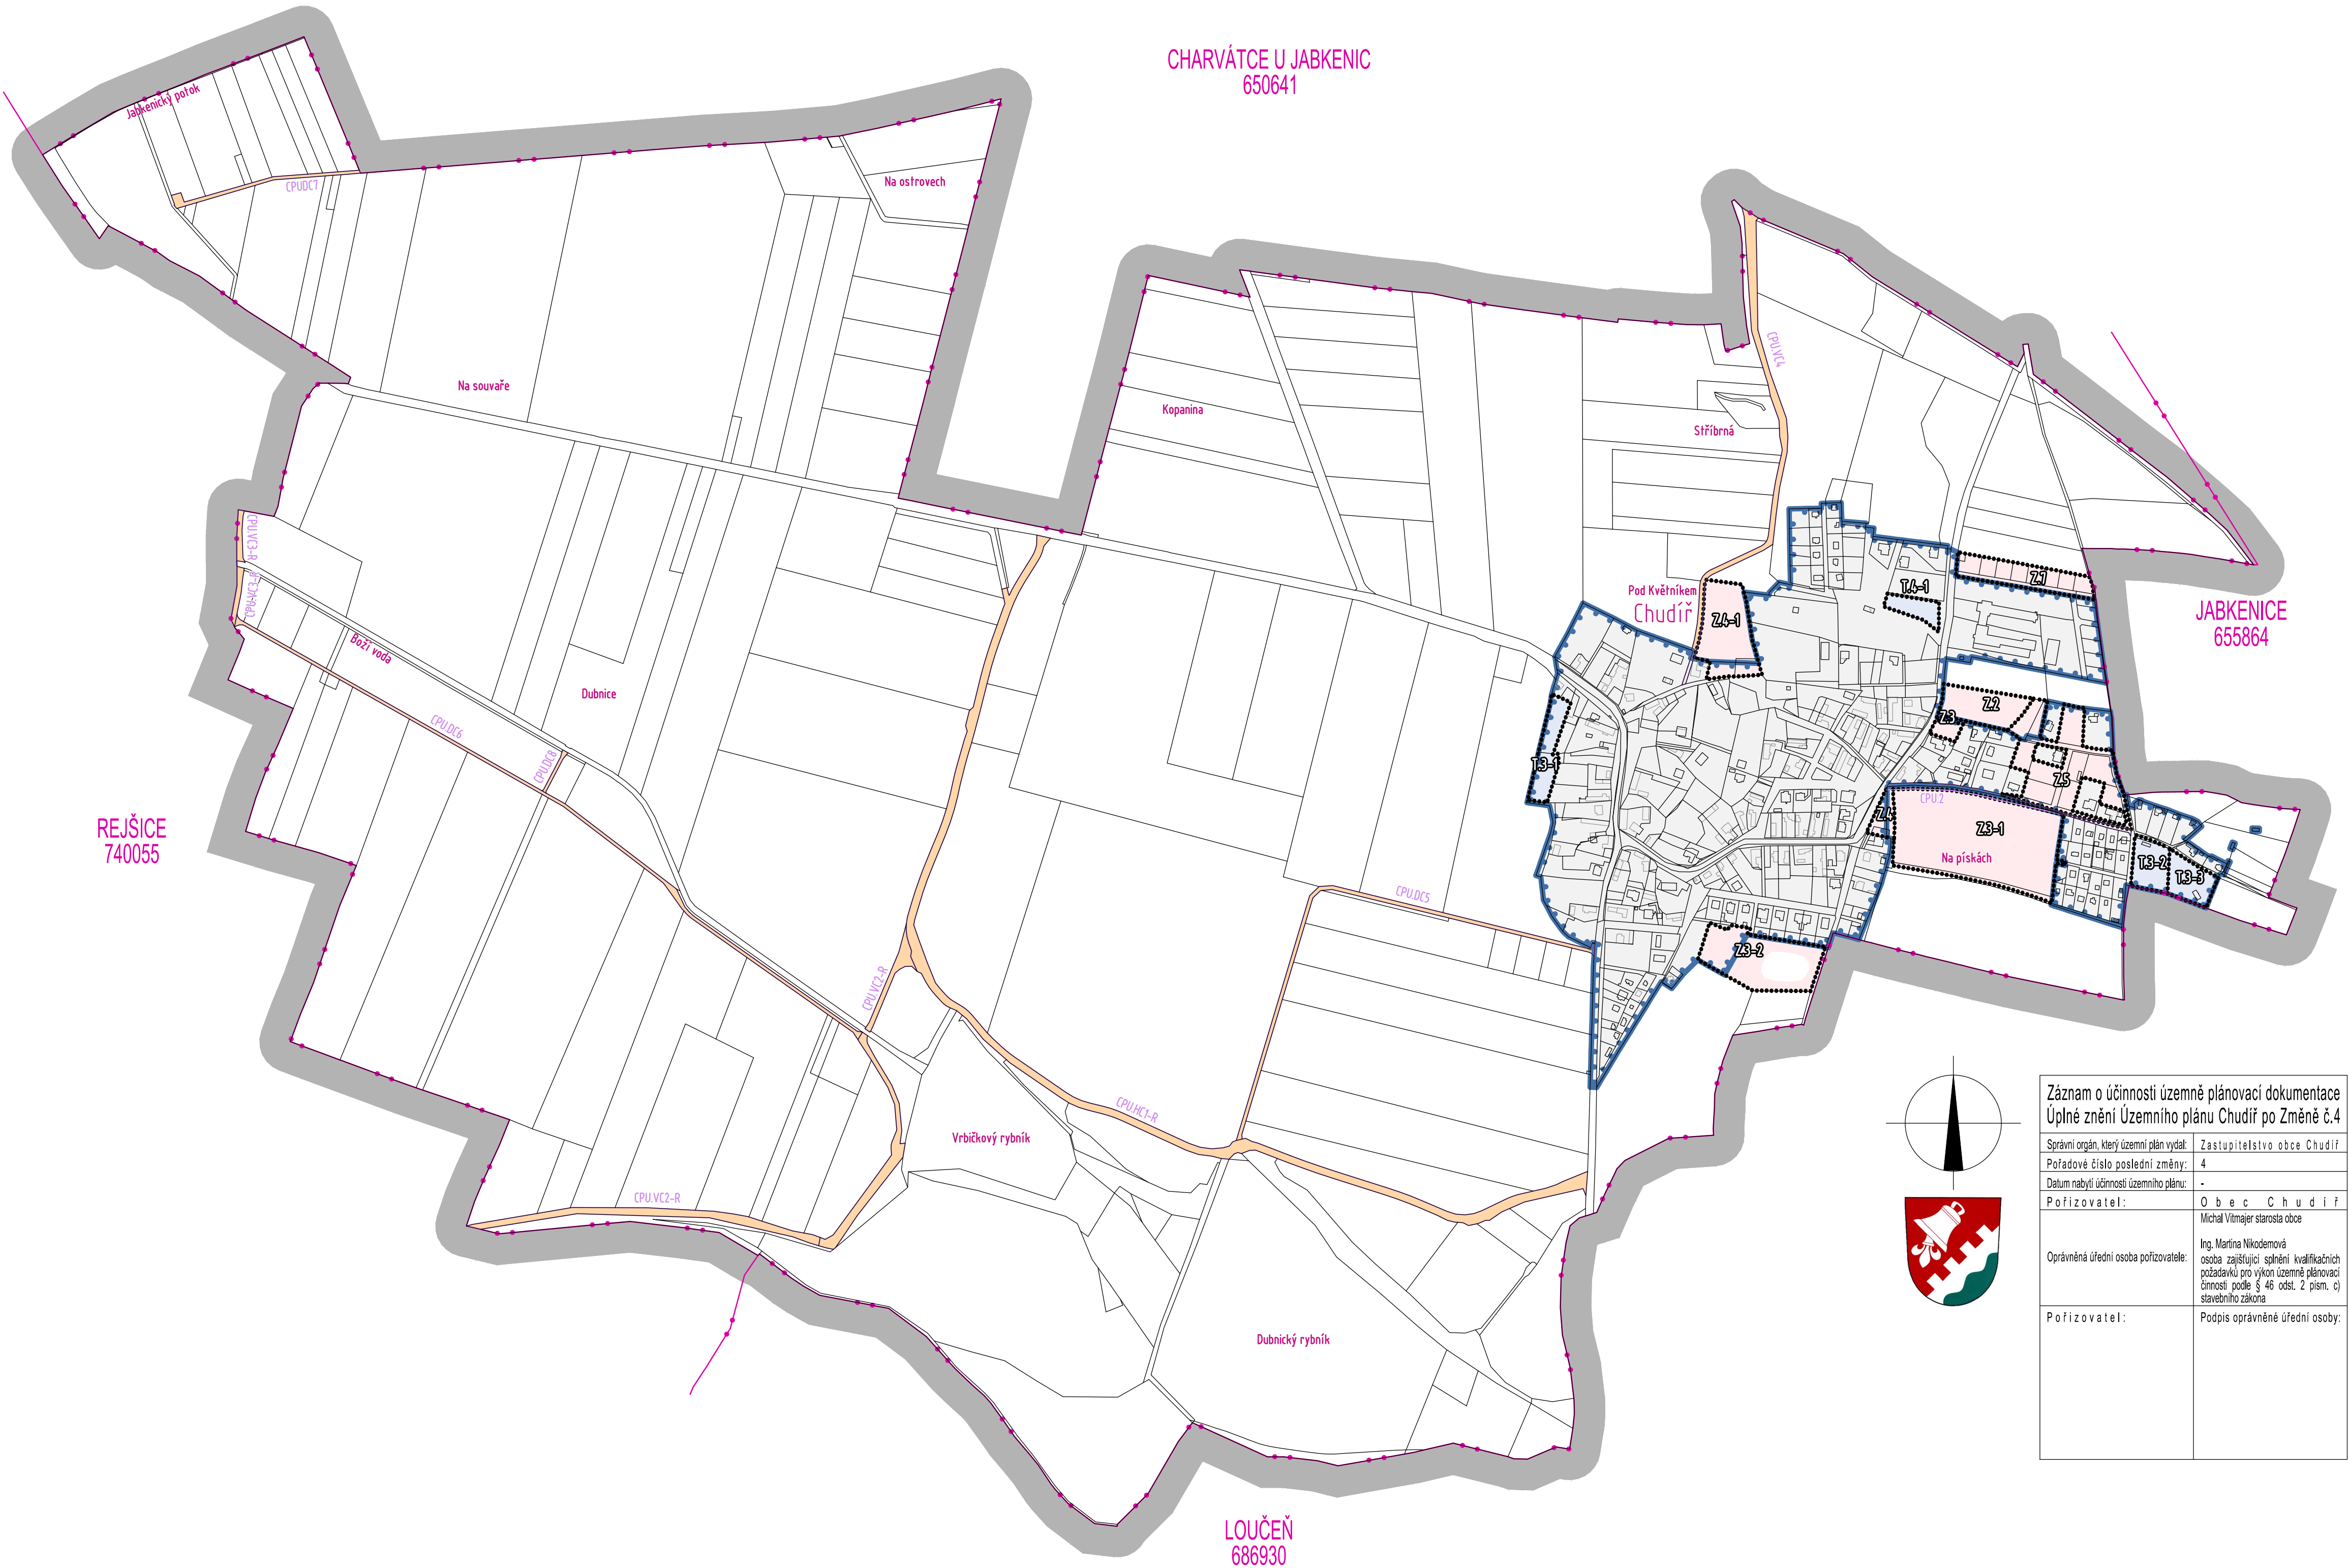 CHARVÁTCE U JABKENIC
650641
Jabkenický potok
CPUDC7
Na ostrovech
Na souvaře
Kopanina
CPU.VC4
Stříbrná
CPU.VC3-R
CPU.VC3-R
Boží voda
Dubnice
CPU.DC6
CPU.DC8
Pod Květníkem
Chudíř
Z.4-1
T.4-1
Z.1
JABKENICE
655864
Z.2
Z.3
T.3-1
Z.5
CPU.2
Z.4
Z.3-1
Na pískách
T.3-2
T.3-3
REJŠICE
740055
CPU.DC5
Z.3-2
CPU.VC2-R
CPU.HC1-R
Vrbičkový rybník
CPU.VC2-R
Dubnický rybník
LOUČEŇ
686930
Záznam o účinnosti územně plánovací dokumentace
Úplné znění Územního plánu Chudíř po Změně č.4
Správní orgán, který územní plán vydal: Zastupitelstvo obce Chudíř
Pořadové číslo poslední změny: 4
Datum nabytí účinnosti územního plánu: -
Pořizovatel: Obec Chudíř
Oprávněná úřední osoba pořizovatele:
Michal Vitmajer starosta obce
Ing. Martina Nikodemová
osoba zajišťující splnění kvalifikačních
požadavků pro výkon územně plánovací
činnosti podle § 46 odst. 2 písm. c)
stavebního zákona
Pořizovatel: Podpis oprávněné úřední osoby: